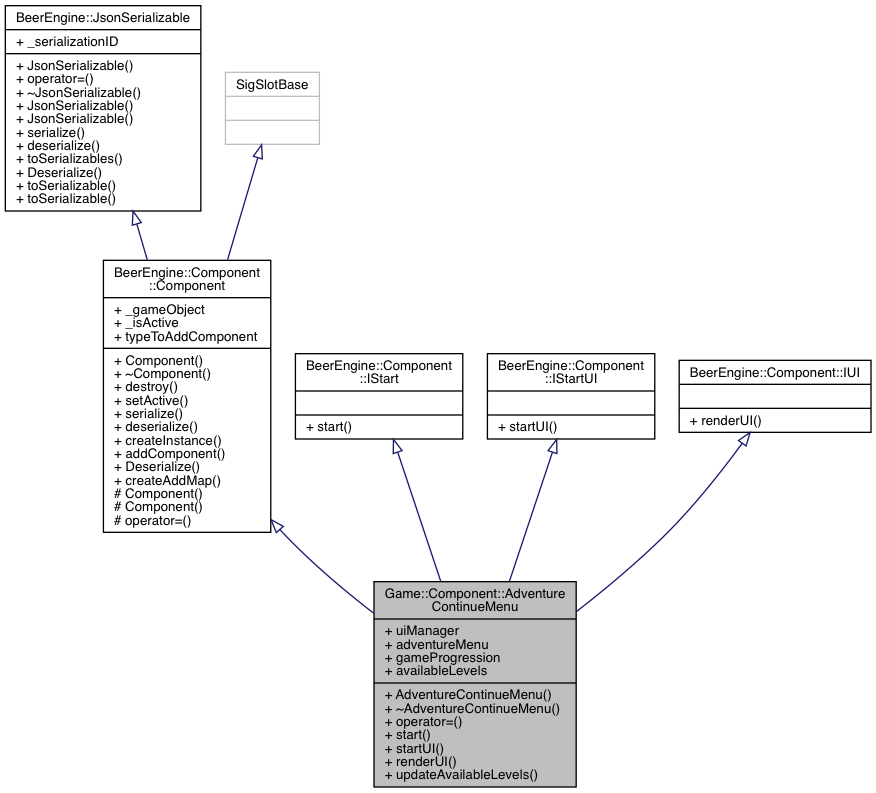 BeerEngine::JsonSerializable
+ _serializationID
+ JsonSerializable()
+ operator=()
+ ~JsonSerializable()
+ JsonSerializable()
+ JsonSerializable()
+ serialize()
+ deserialize()
+ toSerializables()
+ Deserialize()
+ toSerializable()
+ toSerializable()
SigSlotBase
BeerEngine::Component
::Component
+ _gameObject
+ _isActive
+ typeToAddComponent
+ Component()
+ ~Component()
+ destroy()
+ setActive()
+ serialize()
+ deserialize()
+ createInstance()
+ addComponent()
+ Deserialize()
+ createAddMap()
# Component()
# Component()
# operator=()
BeerEngine::Component
::IStart
+ start()
BeerEngine::Component
::IStartUI
+ startUI()
BeerEngine::Component::IUI
+ renderUI()
Game::Component::Adventure
ContinueMenu
+ uiManager
+ adventureMenu
+ gameProgression
+ availableLevels
+ AdventureContinueMenu()
+ ~AdventureContinueMenu()
+ operator=()
+ start()
+ startUI()
+ renderUI()
+ updateAvailableLevels()